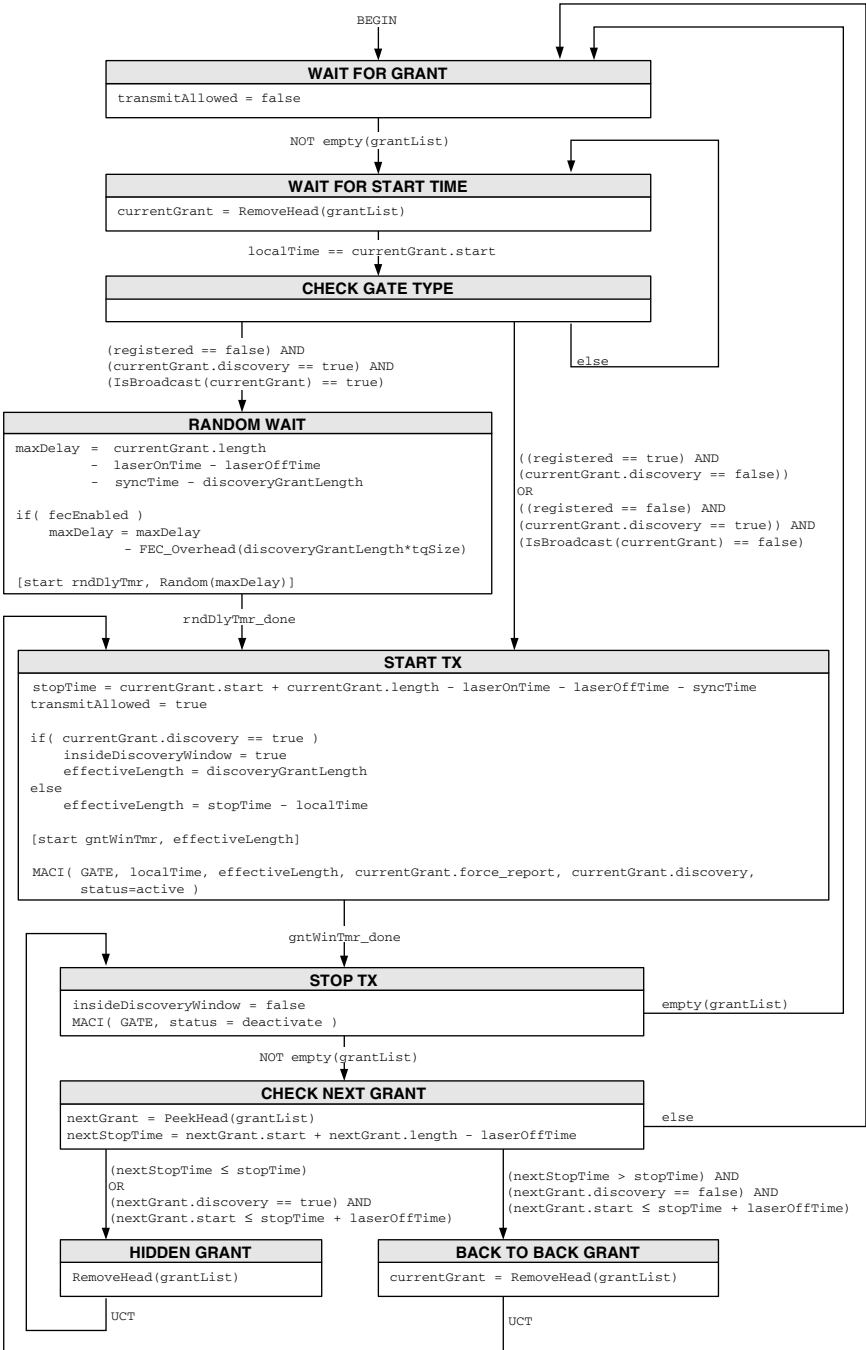 BEGIN
WAIT FOR GRANT
transmitAllowed = false
NOT empty(grantList)
WAIT FOR START TIME
currentGrant = RemoveHead(grantList)
localTime == currentGrant.start
CHECK GATE TYPE
(registered == false) AND
(currentGrant.discovery == true) AND
(IsBroadcast(currentGrant) == true)
else
RANDOM WAIT
maxDelay = currentGrant.length
- laserOnTime - laserOffTime
- syncTime - discoveryGrantLength
if( fecEnabled )
maxDelay = maxDelay
- FEC_Overhead(discoveryGrantLength*tqSize)
[start rndDlyTmr, Random(maxDelay)]
((registered == true) AND
(currentGrant.discovery == false))
OR
((registered == false) AND
(currentGrant.discovery == true)) AND
(IsBroadcast(currentGrant) == false)
rndDlyTmr_done
START TX
stopTime = currentGrant.start + currentGrant.length - laserOnTime - laserOffTime - syncTime
transmitAllowed = true
if( currentGrant.discovery == true )
insideDiscoveryWindow = true
effectiveLength = discoveryGrantLength
else
effectiveLength = stopTime - localTime
[start gntWinTmr, effectiveLength]
MACI( GATE, localTime, effectiveLength, currentGrant.force_report, currentGrant.discovery,
status=active )
gntWinTmr_done
STOP TX
insideDiscoveryWindow = false
MACI( GATE, status = deactivate )
empty(grantList)
NOT empty(grantList)
CHECK NEXT GRANT
nextGrant = PeekHead(grantList)
nextStopTime = nextGrant.start + nextGrant.length - laserOffTime
else
(nextStopTime ≤ stopTime)
OR
(nextGrant.discovery == true) AND
(nextGrant.start ≤ stopTime + laserOffTime)
(nextStopTime > stopTime) AND
(nextGrant.discovery == false) AND
(nextGrant.start ≤ stopTime + laserOffTime)
HIDDEN GRANT
RemoveHead(grantList)
UCT
BACK TO BACK GRANT
currentGrant = RemoveHead(grantList)
UCT